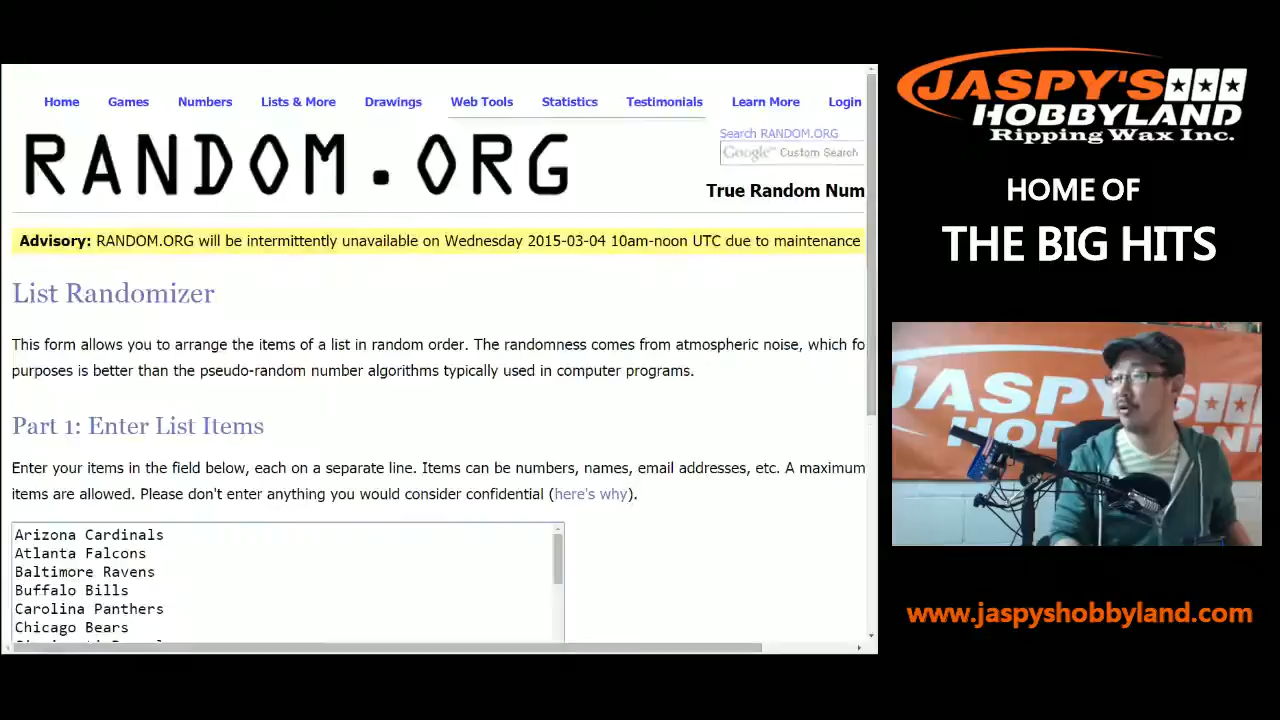 Home Games Numbers Lists & More Drawings Web Tools Statistics Testimonials Learn More Login
RANDOM.ORG
Search RANDOM.ORG
Google™ Custom Search
True Random Num
Advisory: RANDOM.ORG will be intermittently unavailable on Wednesday 2015-03-04 10am-noon UTC due to maintenance
List Randomizer
This form allows you to arrange the items of a list in random order. The randomness comes from atmospheric noise, which fo
purposes is better than the pseudo-random number algorithms typically used in computer programs.
Part 1: Enter List Items
Enter your items in the field below, each on a separate line. Items can be numbers, names, email addresses, etc. A maximum
items are allowed. Please don't enter anything you would consider confidential (here's why).
Arizona Cardinals
Atlanta Falcons
Baltimore Ravens
Buffalo Bills
Carolina Panthers
Chicago Bears
JASPY'S
HOBBYLAND
Ripping Wax Inc.
HOME OF
THE BIG HITS
JASPY'S
www.jaspyshobbyland.com